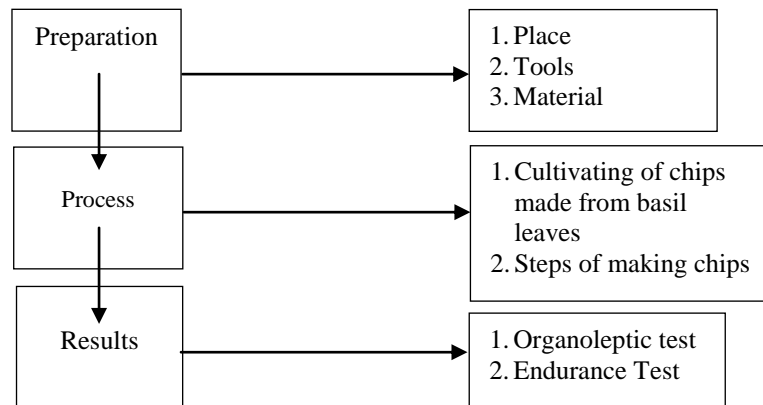 Preparation
1. Place
2. Tools
3. Material
Process
1. Cultivating of chips
made from basil
leaves
2. Steps of making chips
Results
1. Organoleptic test
2. Endurance Test